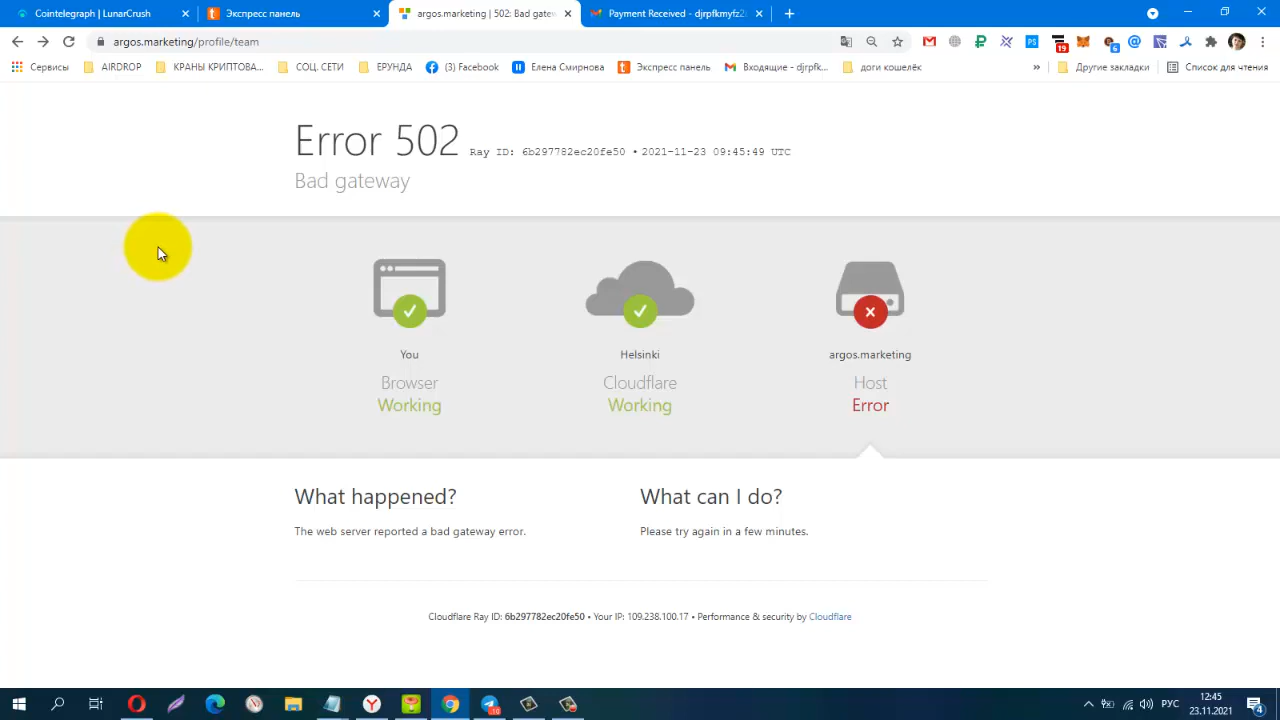 Cointelegraph | LunarCrush
Экспресс панель
argos.marketing | 502: Bad gatew
Payment Received - djrpfkmyfz2
argos.marketing/profile/team
19
6
Сервисы
AIRDROP
КРАНЫ КРИПТОВА...
СОЦ. СЕТИ
ЕРУНДА
(3) Facebook
Елена Смирнова
Экспресс панель
Входящие - djrpfk...
доги кошелёк
»
Другие закладки
Список для чтения
Error 502 Ray ID: 6b297782ec20fe50 • 2021-11-23 09:45:49 UTC
Bad gateway
You
Browser
Working
Helsinki
Cloudflare
Working
argos.marketing
Host
Error
What happened?
The web server reported a bad gateway error.
What can I do?
Please try again in a few minutes.
Cloudflare Ray ID: 6b297782ec20fe50 • Your IP: 109.238.100.17 • Performance & security by Cloudflare
РУС
12:45
23.11.2021
4